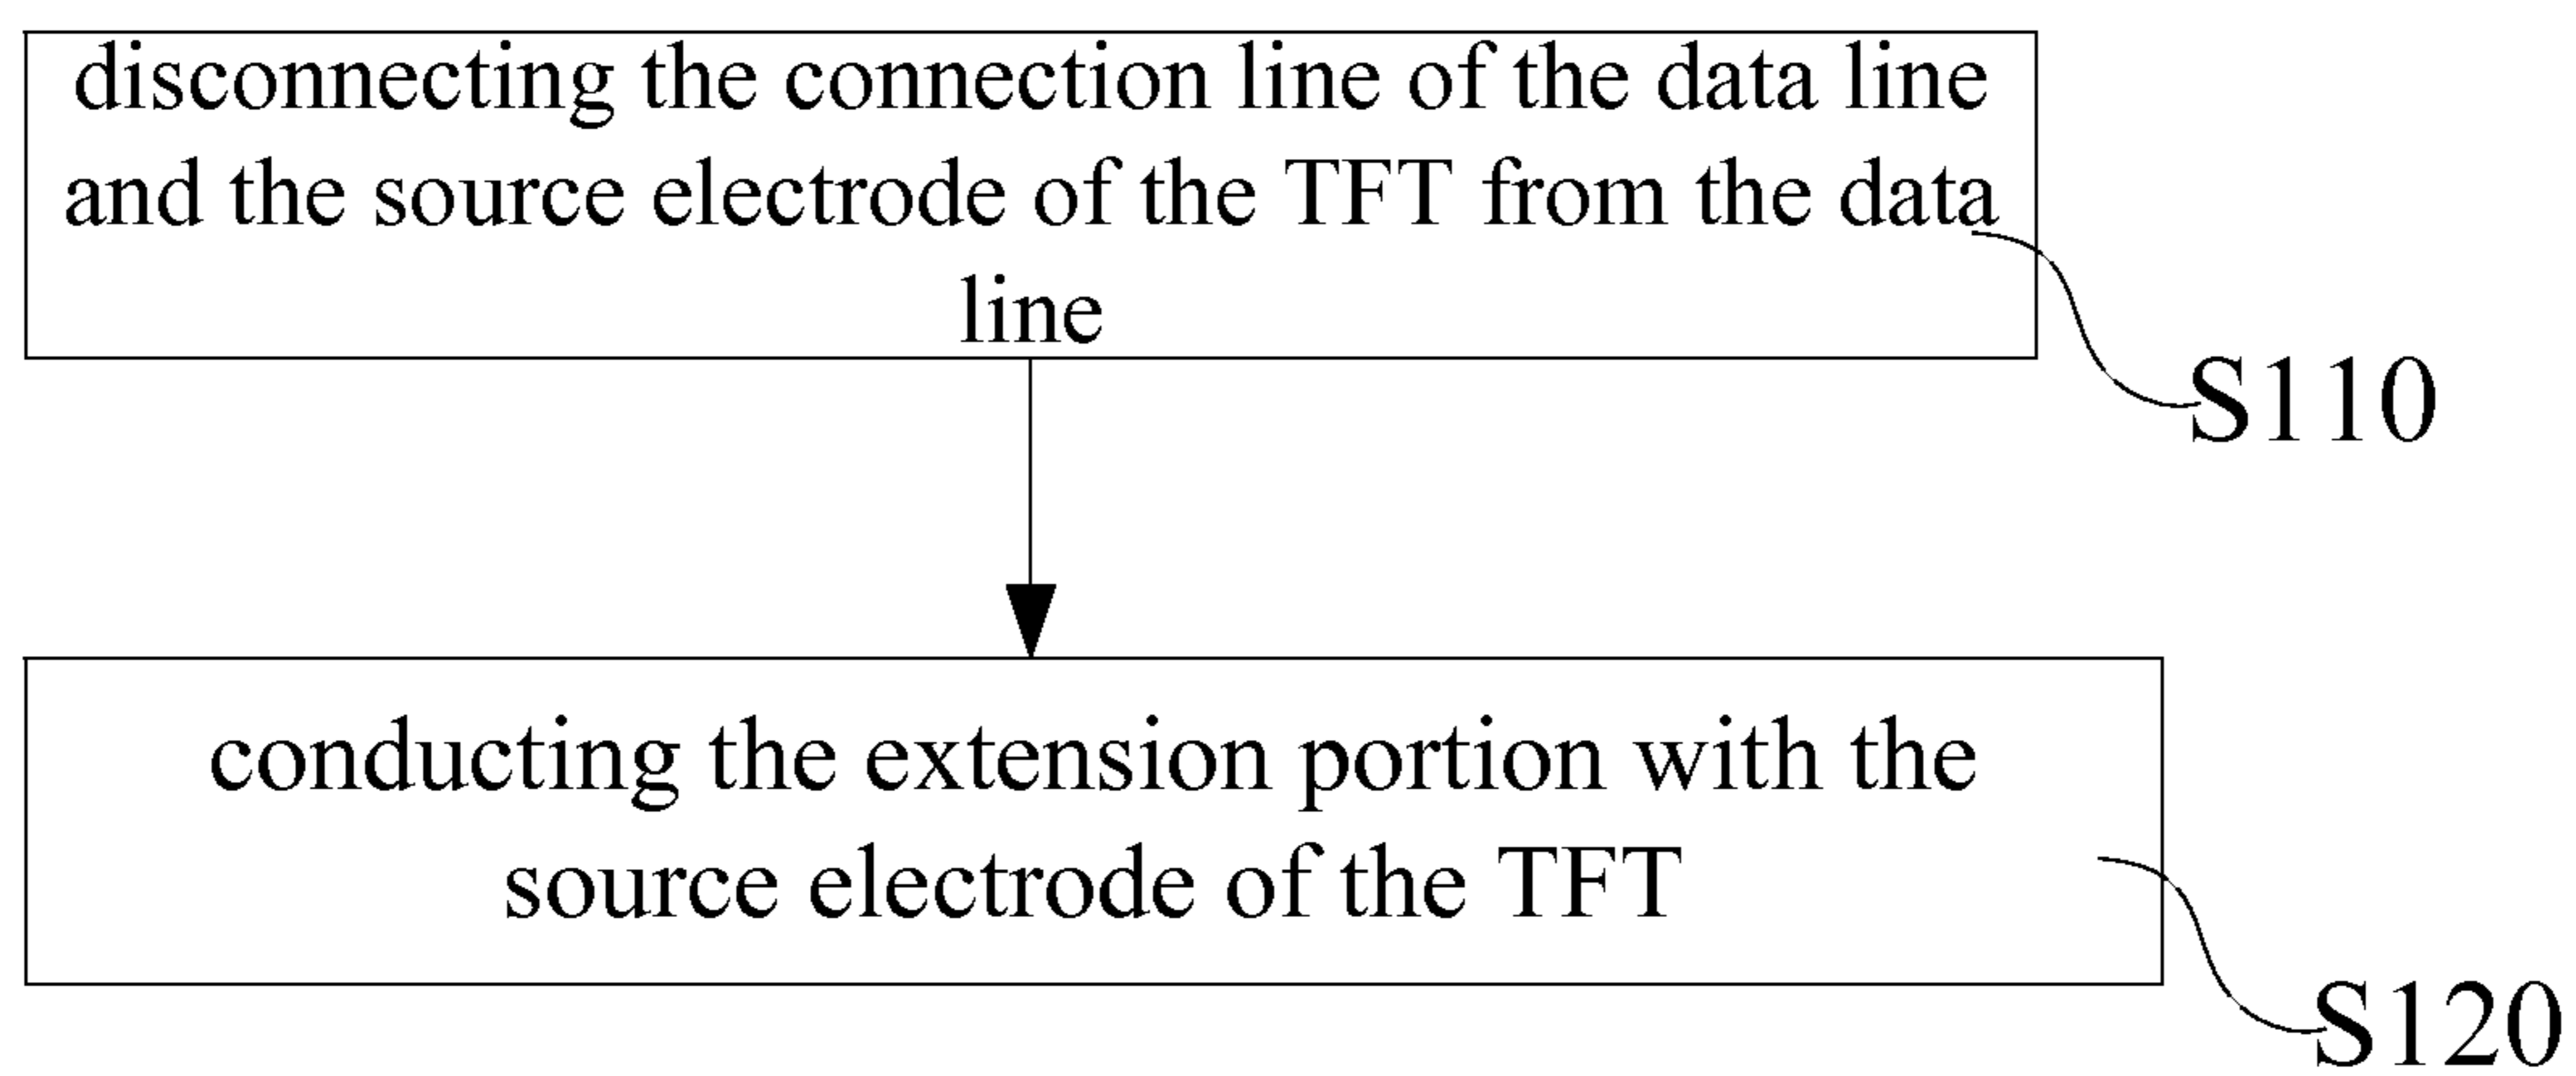 disconnecting the connection line of the data line
and the source electrode of the TFT from the data
line
S110
conducting the extension portion with the
source electrode of the TFT
S120